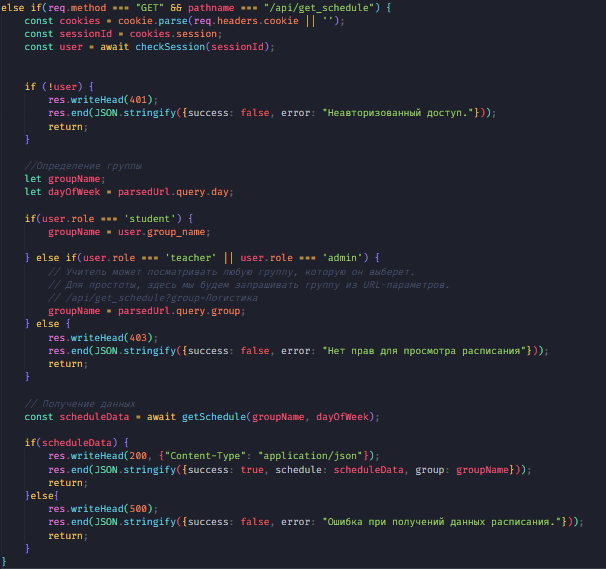 else if(req.method === "GET" && pathname === "/api/get_schedule") {
const cookies = cookie.parse(req.headers.cookie || '');
const sessionId = cookies.session;
const user = await checkSession(sessionId);
if (!user) {
res.writeHead(401);
res.end(JSON.stringify({success: false, error: "Неавторизованный доступ."}));
return;
}
//Определение группы
let groupName;
let dayOfWeek = parsedUrl.query.day;
if(user.role === 'student') {
groupName = user.group_name;
} else if(user.role === 'teacher' || user.role === 'admin') {
// Учитель может посматривать любую группу, которую он выберет.
// Для простоты, здесь мы будем запрашивать группу из URL-параметров.
// /api/get_schedule?group=Логистика
groupName = parsedUrl.query.group;
} else {
res.writeHead(403);
res.end(JSON.stringify({success: false, error: "Нет прав для просмотра расписания"}));
return;
}
// Получение данных
const scheduleData = await getSchedule(groupName, dayOfWeek);
if(scheduleData) {
res.writeHead(200, {"Content-Type": "application/json"});
res.end(JSON.stringify({success: true, schedule: scheduleData, group: groupName}));
return;
}else{
res.writeHead(500);
res.end(JSON.stringify({success: false, error: "Ошибка при получений данных расписания."}));
return;
}
}